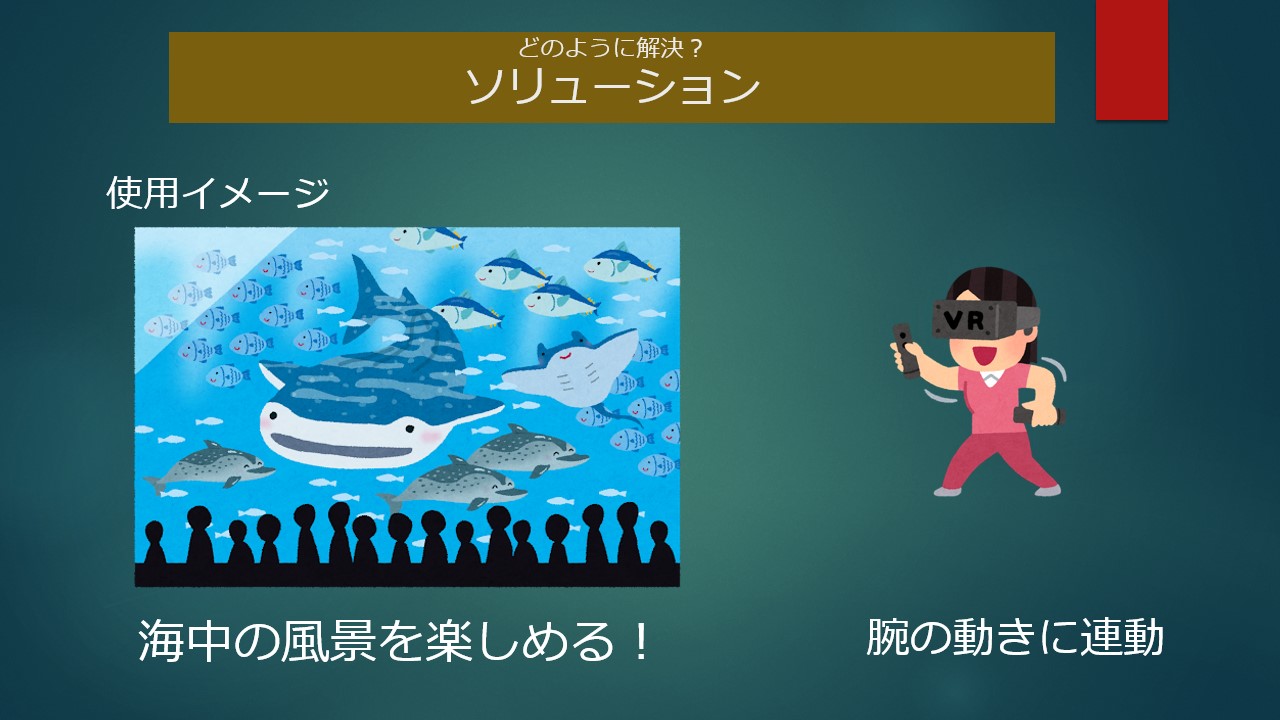 どのように解決？
ソリューション
使用イメージ
VR
海中の風景を楽しめる！
腕の動きに連動